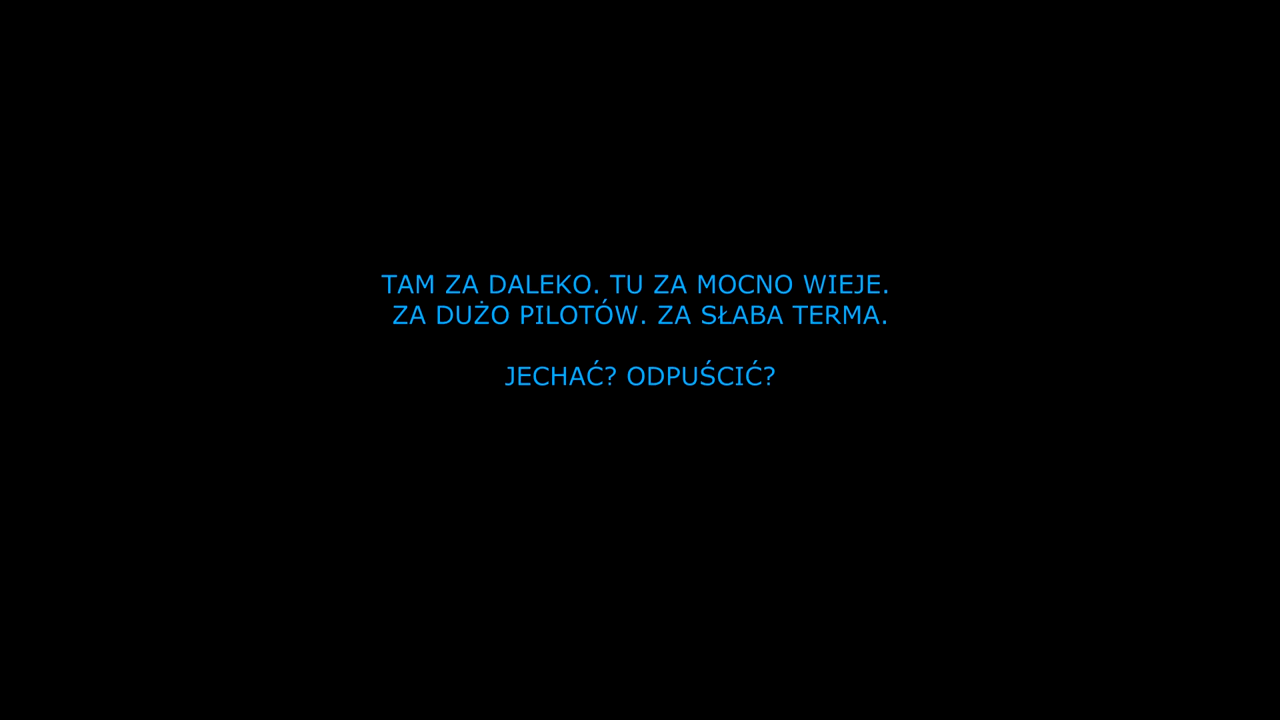 TAM ZA DALEKO. TU ZA MOCNO WIEJE.
ZA DUŻO PILOTÓW. ZA SŁABA TERMA.
JECHAĆ? ODPUŚCIĆ?